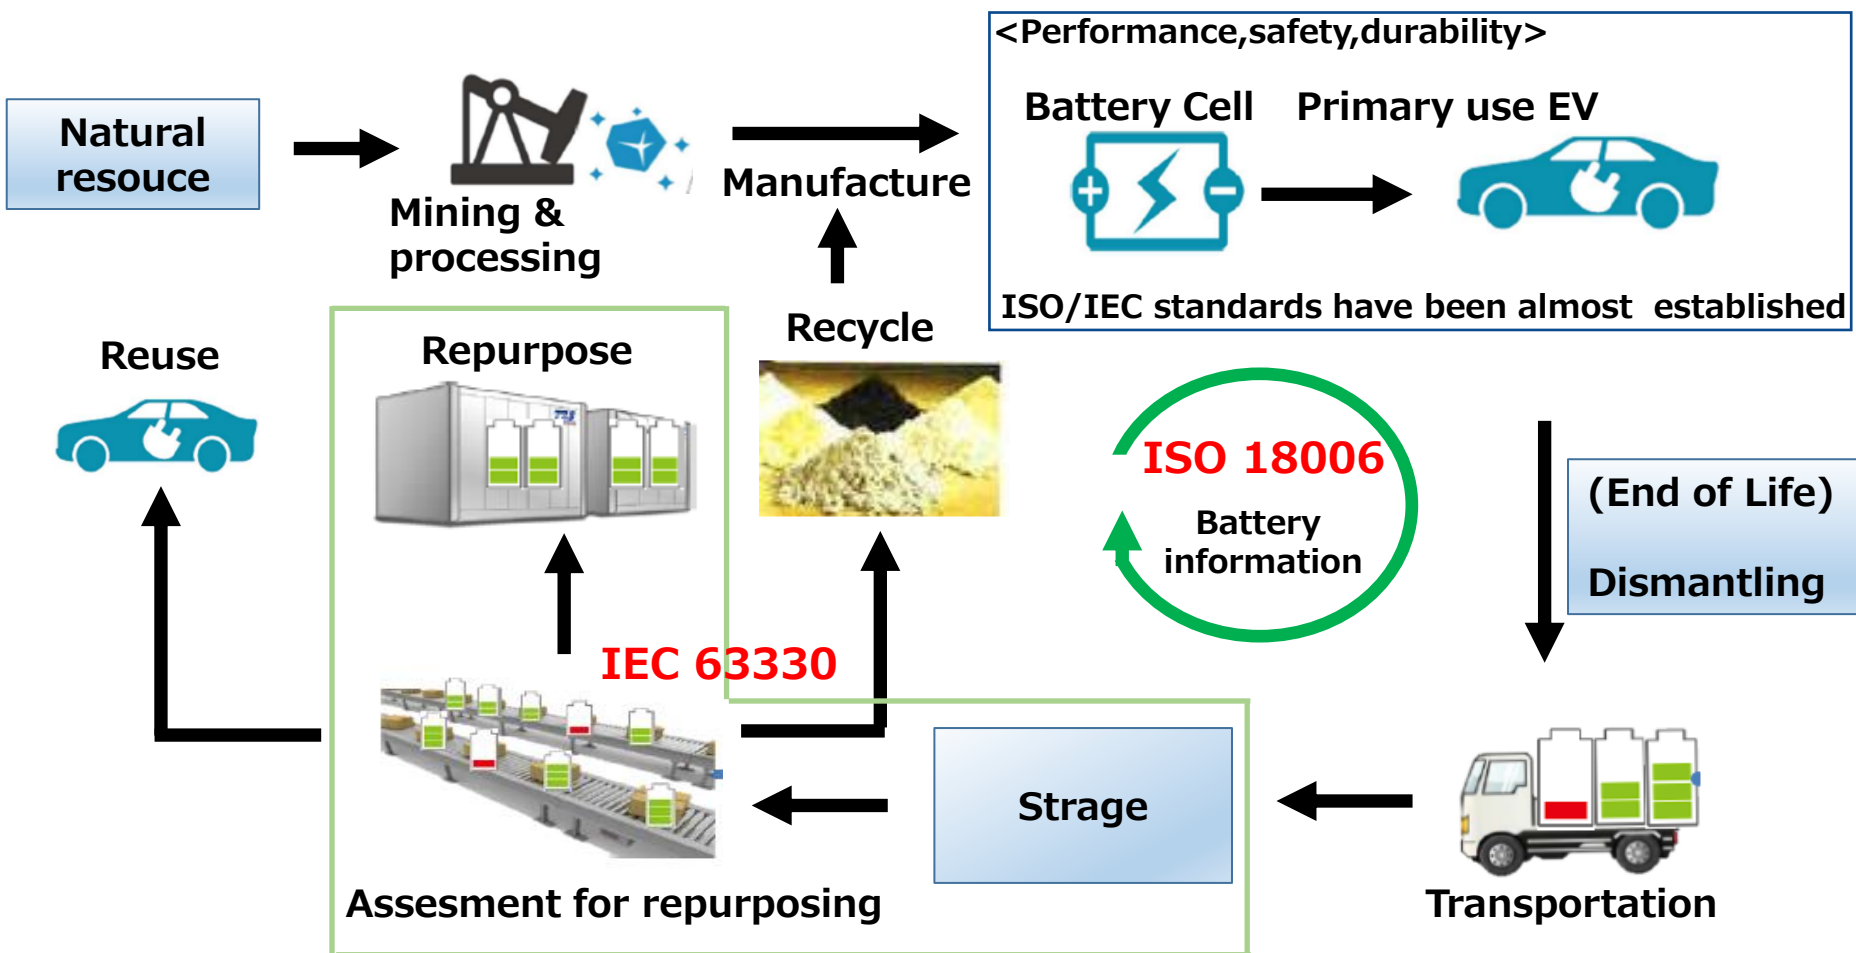 <Performance,safety,durability>
Natural
resouce
Mining &
processing
Manufacture
Battery Cell
Primary use EV
ISO/IEC standards have been almost established
Reuse
Repurpose
Recycle
ISO 18006
Battery
information
(End of Life)
Dismantling
IEC 63330
Strage
Assesment for repurposing
Transportation